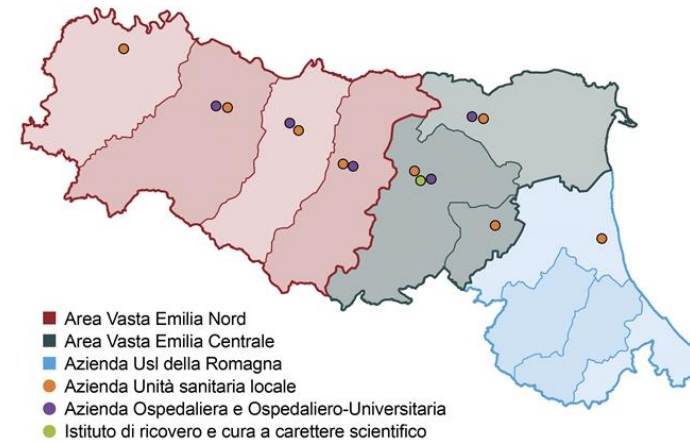 Area Vasta Emilia Nord
Area Vasta Emilia Centrale
Azienda Usl della Romagna
Azienda Unità sanitaria locale
Azienda Ospedaliera e Ospedaliero-Universitaria
Istituto di ricovero e cura a carettere scientifico